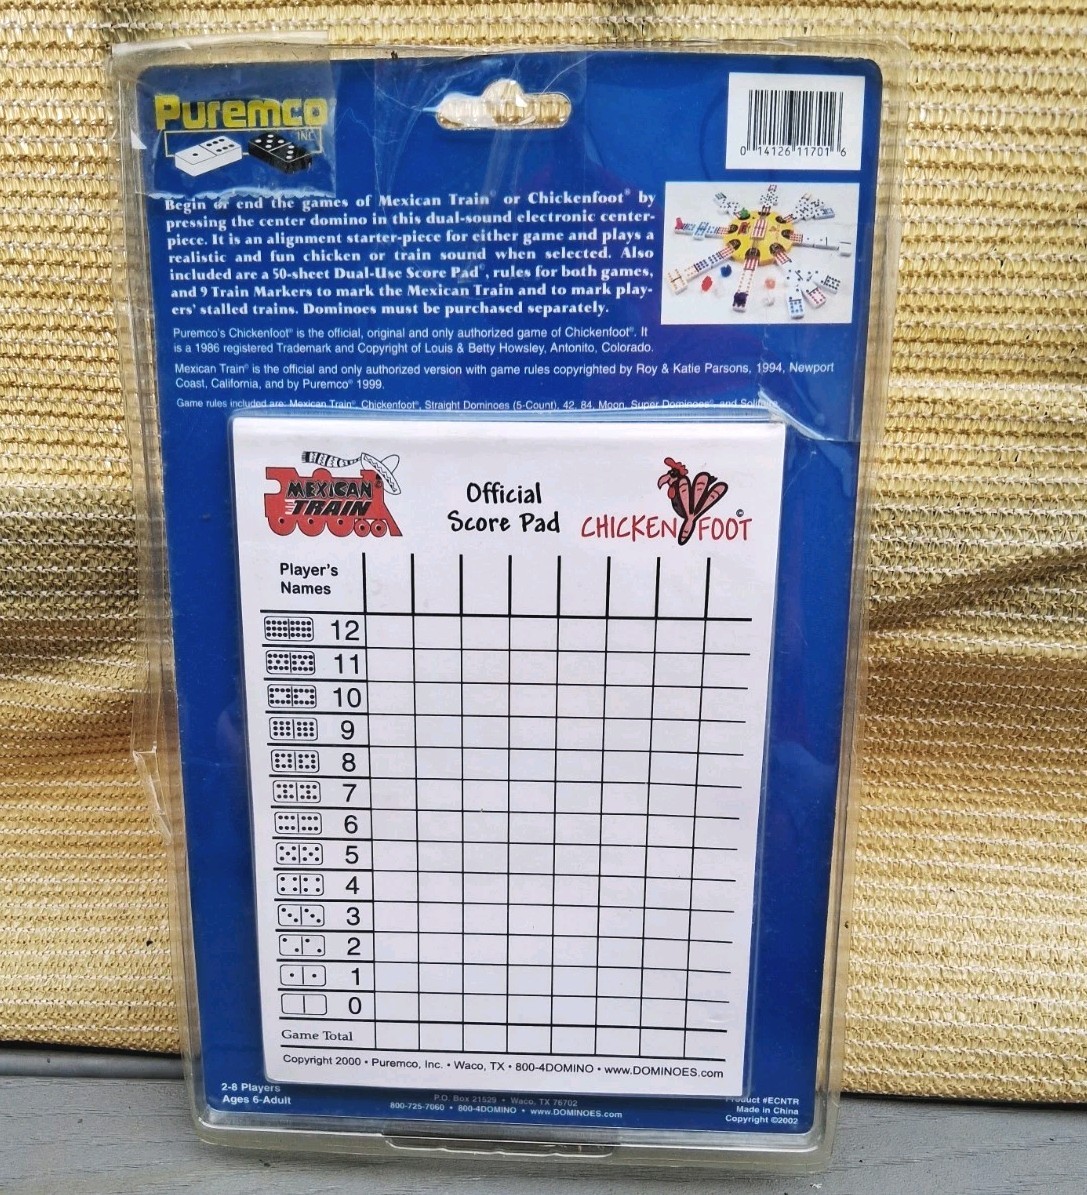 Puremco
INC.
0 14126 11701 6
Begin or end the games of Mexican Train® or Chickenfoot® by
pressing the center domino in this dual-sound electronic center-
piece. It is an alignment starter-piece for either game and plays a
realistic and fun chicken or train sound when selected. Also
included are a 50-sheet Dual-Use Score Pad®, rules for both games,
and 9 Train Markers to mark the Mexican Train and to mark play-
ers' stalled trains. Dominoes must be purchased separately.
Puremco's Chickenfoot® is the official, original and only authorized game of Chickenfoot®. It
is a 1986 registered Trademark and Copyright of Louis & Betty Howsley, Antonito, Colorado.
Mexican Train® is the official and only authorized version with game rules copyrighted by Roy & Katie Parsons, 1994, Newport
Coast, California, and by Puremco® 1999.
Game rules included are: Mexican Train®, Chickenfoot®, Straight Dominoes (5-Count), 42, 84, Moon, Super Dominoes®, and Solitaire
MEXICAN
TRAIN
Official
Score Pad
CHICKEN FOOT©
Player's
Names
12
11
10
9
8
7
6
5
4
3
2
1
0
Game Total
Copyright 2000 • Puremco, Inc. • Waco, TX • 800-4DOMINO • www.DOMINOES.com
2-8 Players
Ages 6-Adult
P.O. Box 21525 • Waco, TX 76702
800-725-7060 • 800-4DOMINO • www.DOMINOES.com
Product #ECNTR
Made in China
Copyright ©2002